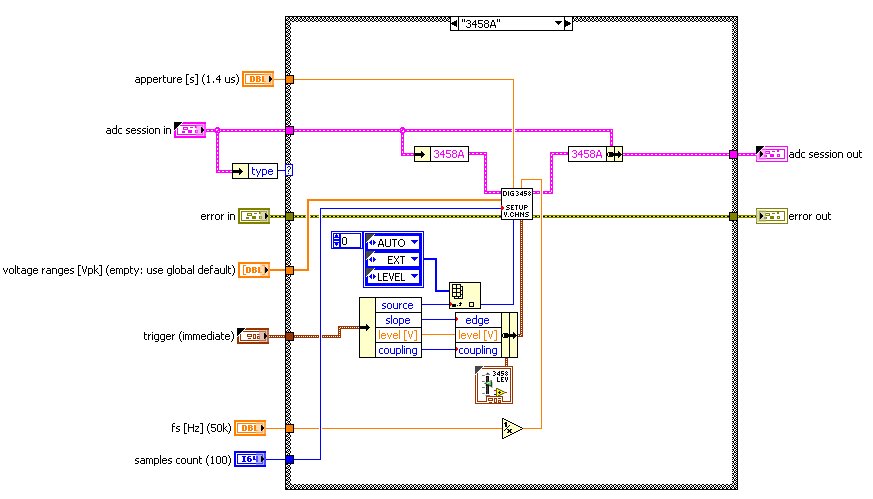 "3458A"
apperture [s] (1.4 us)
DBL
adc session in
3458A
3458A
adc session out
type
?
DIG3458
SETUP
V.CHNS
error in
error out
0
AUTO
EXT
LEVEL
voltage ranges [Vpk] (empty: use global default)
[DBL]
source
slope
edge
level [V]
level [V]
coupling
coupling
trigger (immediate)
3458
LEV
fs [Hz] (50k)
DBL
1/x
samples count (100)
I64